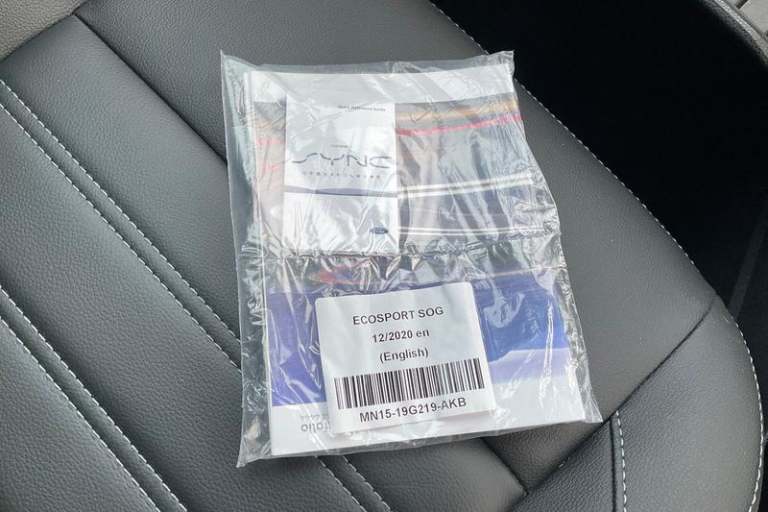 SYNC
ECOSPORT SOG
12/2020 en
(English)
MN15-19G219-AKB